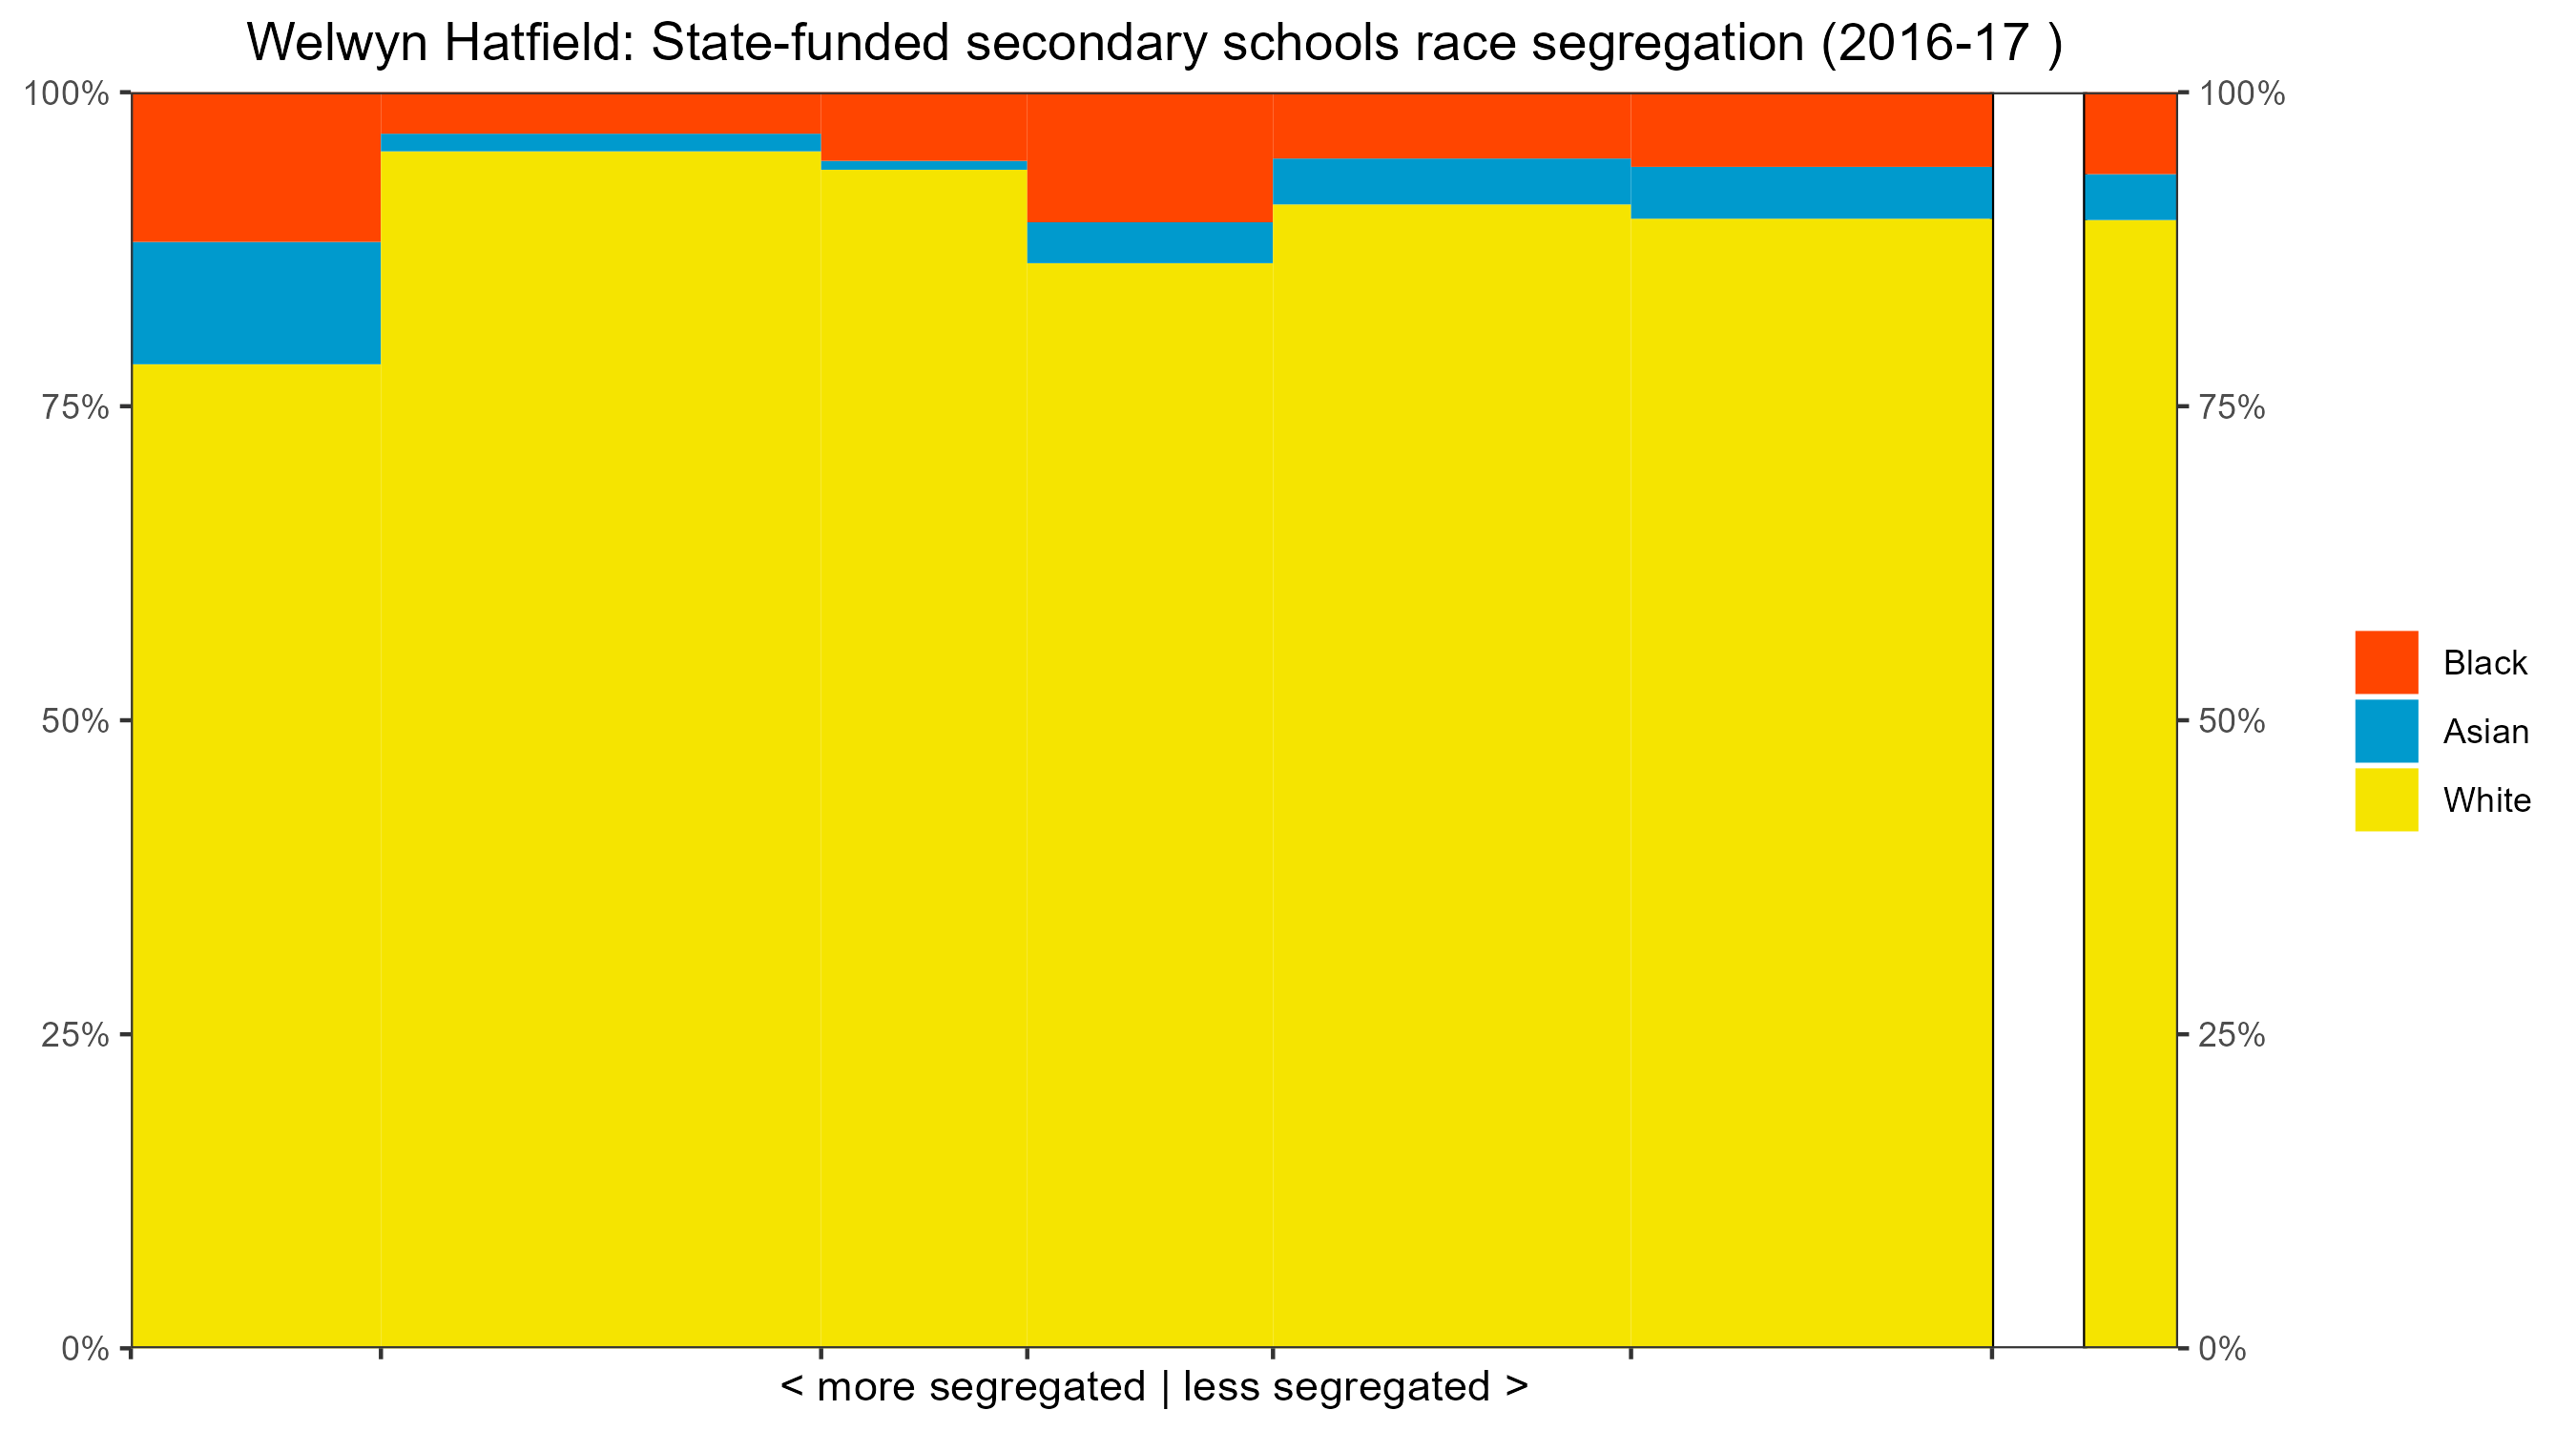 Welwyn Hatfield: State-funded secondary schools race segregation (2016-17 )
100%
75%
50%
25%
0%
100%
75%
50%
25%
0%
Black
Asian
White
< more segregated | less segregated >